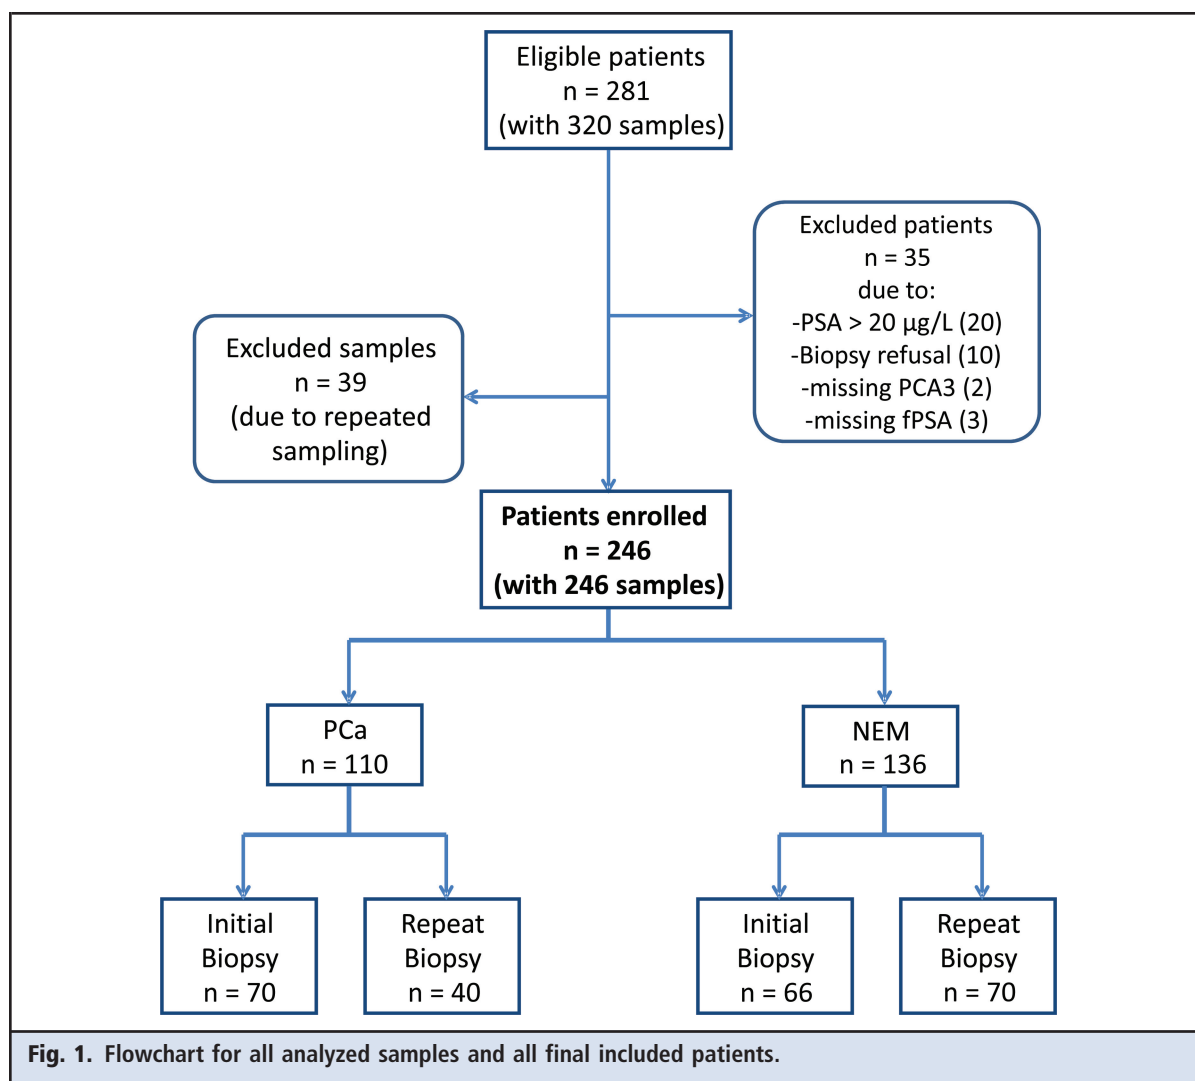 Eligible patients
n = 281
(with 320 samples)
Excluded patients
n = 35
due to:
-PSA > 20 µg/L (20)
-Biopsy refusal (10)
-missing PCA3 (2)
-missing fPSA (3)
Excluded samples
n = 39
(due to repeated
sampling)
Patients enrolled
n = 246
(with 246 samples)
PCa
n = 110
NEM
n = 136
Initial
Biopsy
n = 70
Repeat
Biopsy
n = 40
Initial
Biopsy
n = 66
Repeat
Biopsy
n = 70
Fig. 1. Flowchart for all analyzed samples and all final included patients.